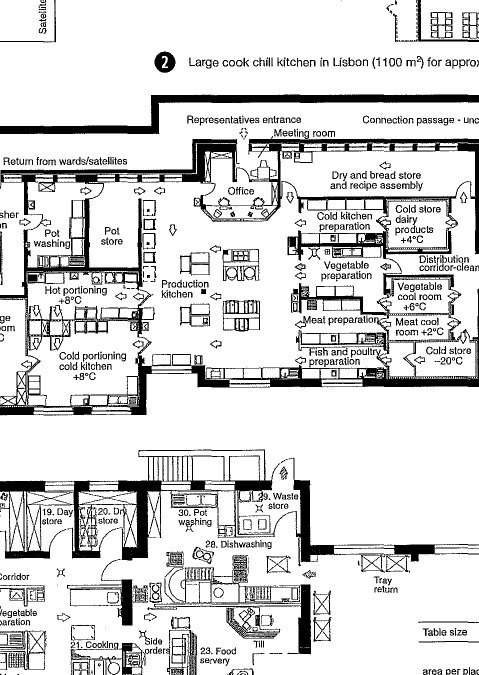 Satellite
2 Large cook chill kitchen in Lisbon (1100 m²) for approx
Representatives entrance
Connection passage - unc
Meeting room
Return from wards/satellites
Dry and bread store
and recipe assembly
Office
Pot
washing
Pot
store
Cold kitchen
preparation
Cold store
dairy
products
+4°C
Distribution
corridor-clean
Vegetable
preparation
Hot portioning
+8°C
Production
kitchen
Vegetable
cool room
+6°C
Meat preparation
Meat cool
room +2°C
Cold portioning
cold kitchen
+8°C
Fish and poultry
preparation
Cold store
–20°C
19. Day
store
20. Dry
store
30. Pot
washing
29. Waste
store
28. Dishwashing
Corridor
Tray
return
21. Cooking
Side
orders
23. Food
servery
Till
Table size
area per plac